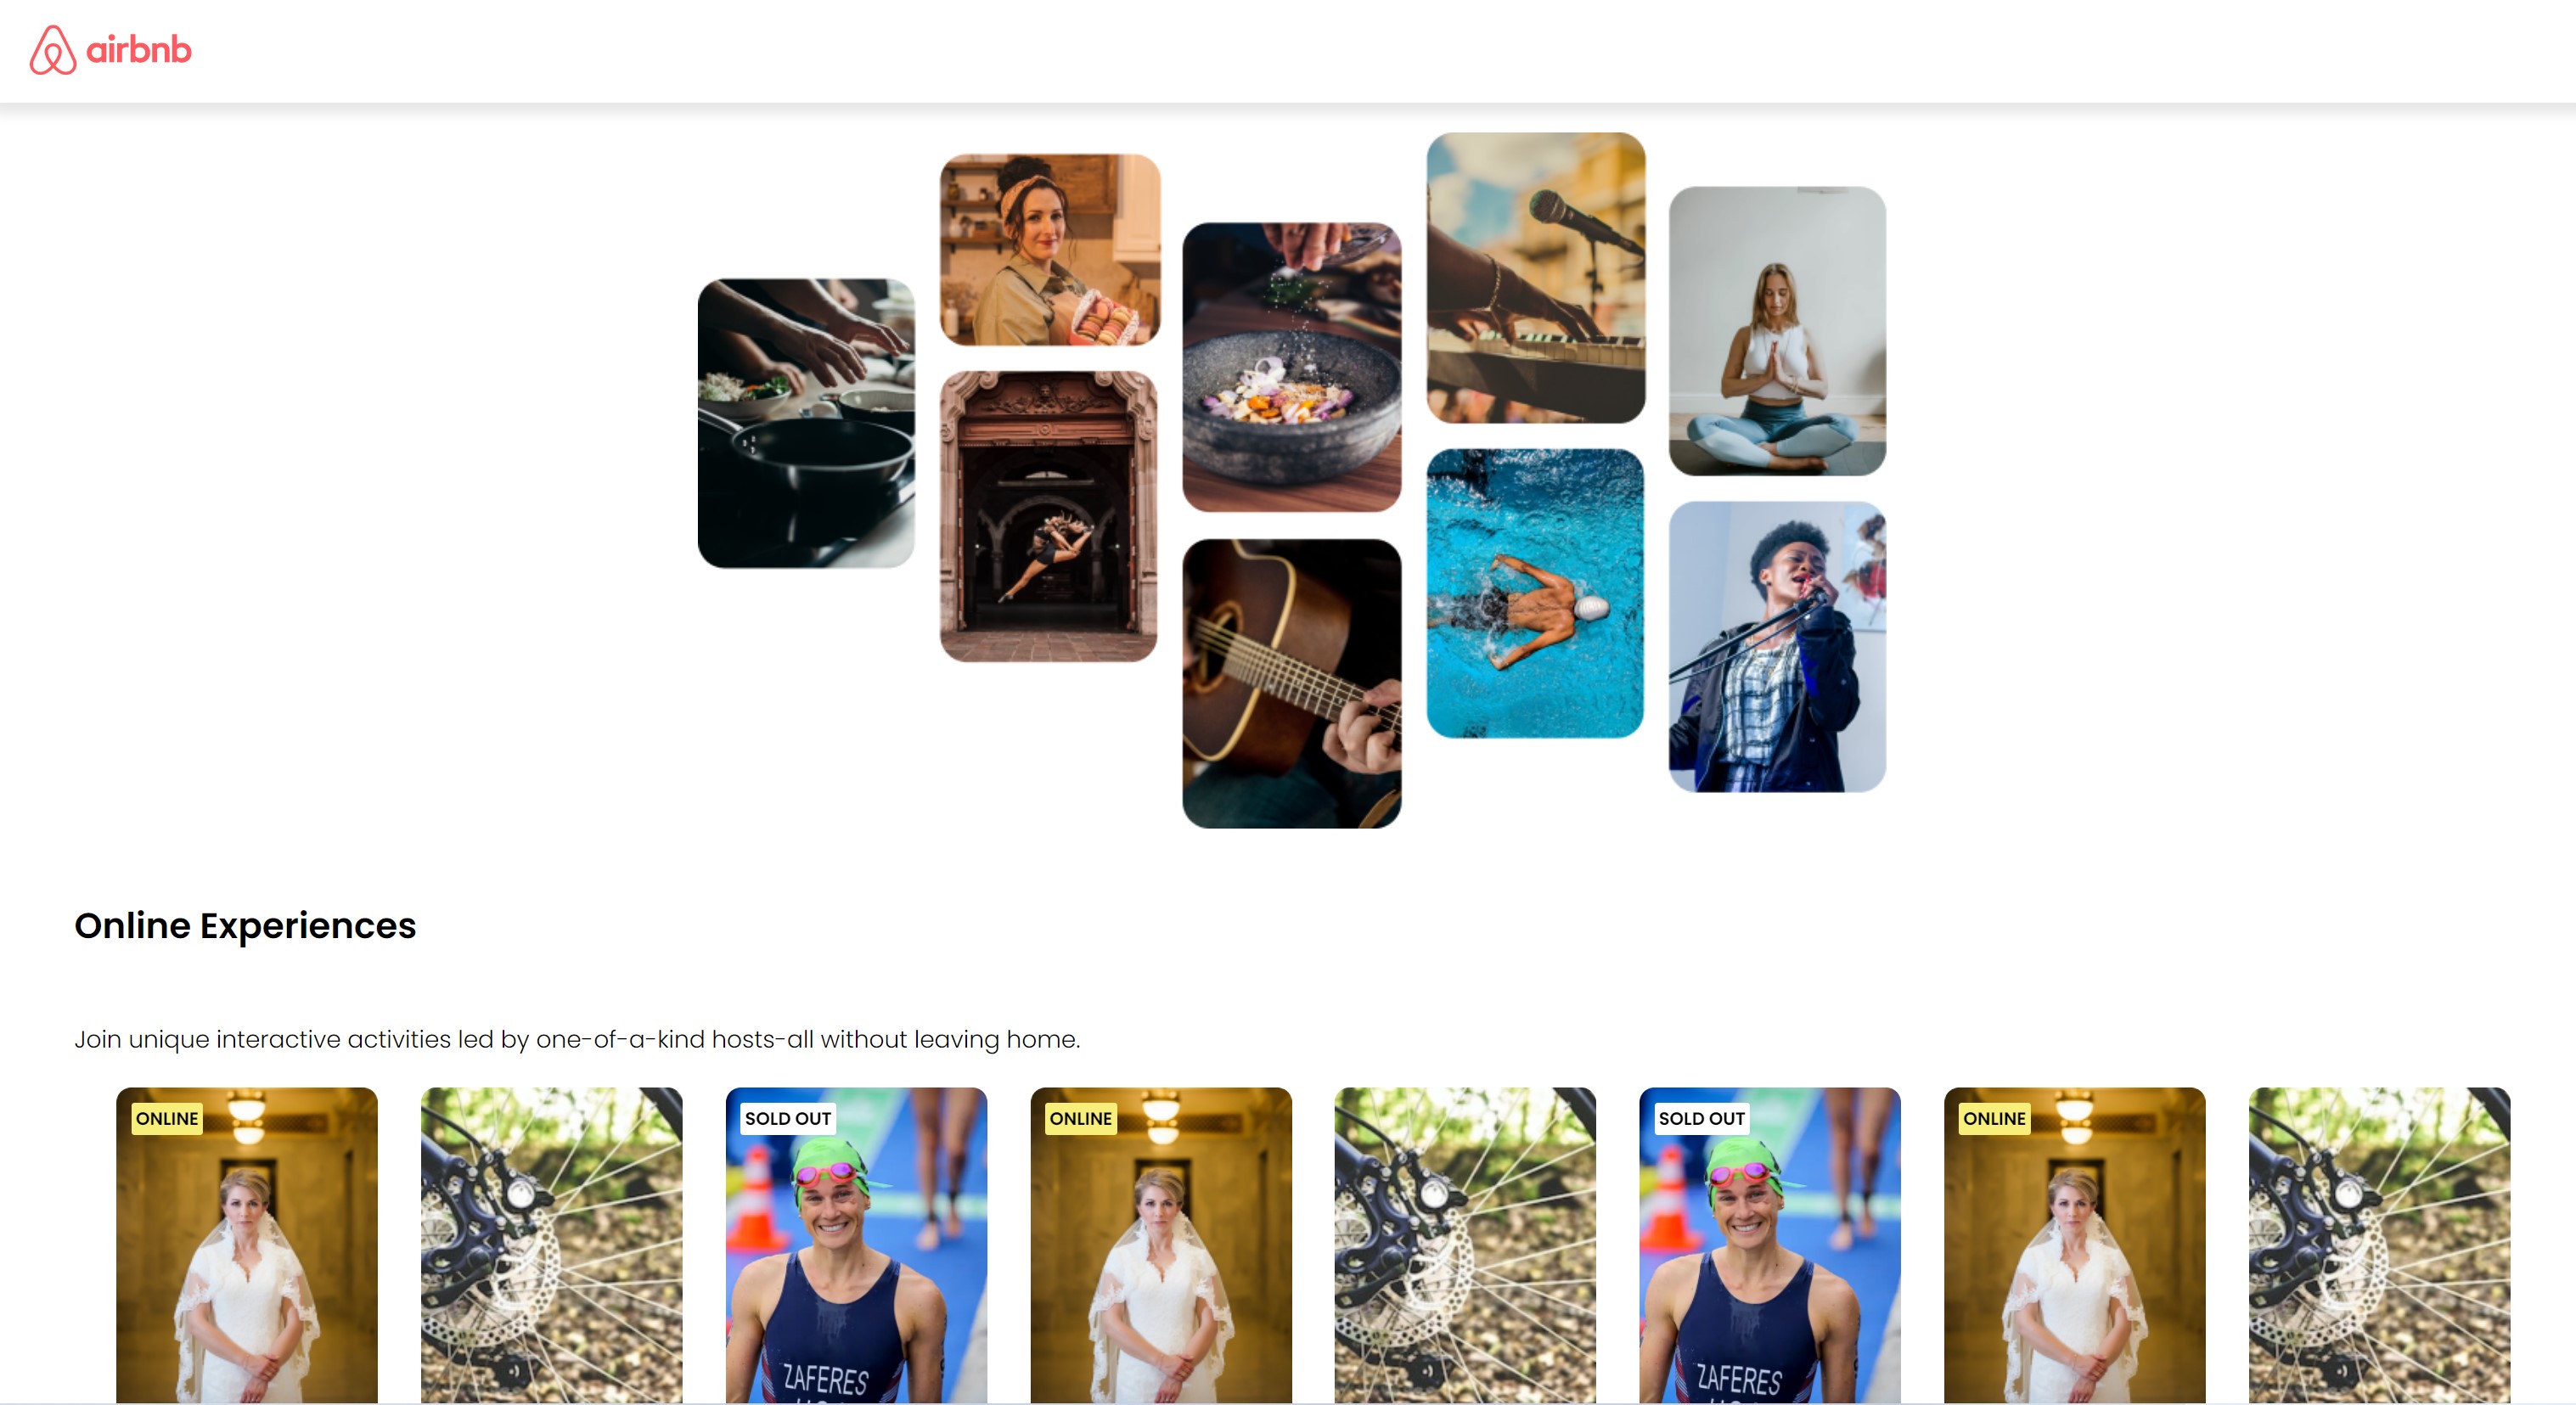 airbnb
Online Experiences
Join unique interactive activities led by one-of-a-kind hosts-all without leaving home.
ONLINE
SOLD OUT
ONLINE
SOLD OUT
ONLINE
ZAFERES
ZAFERES